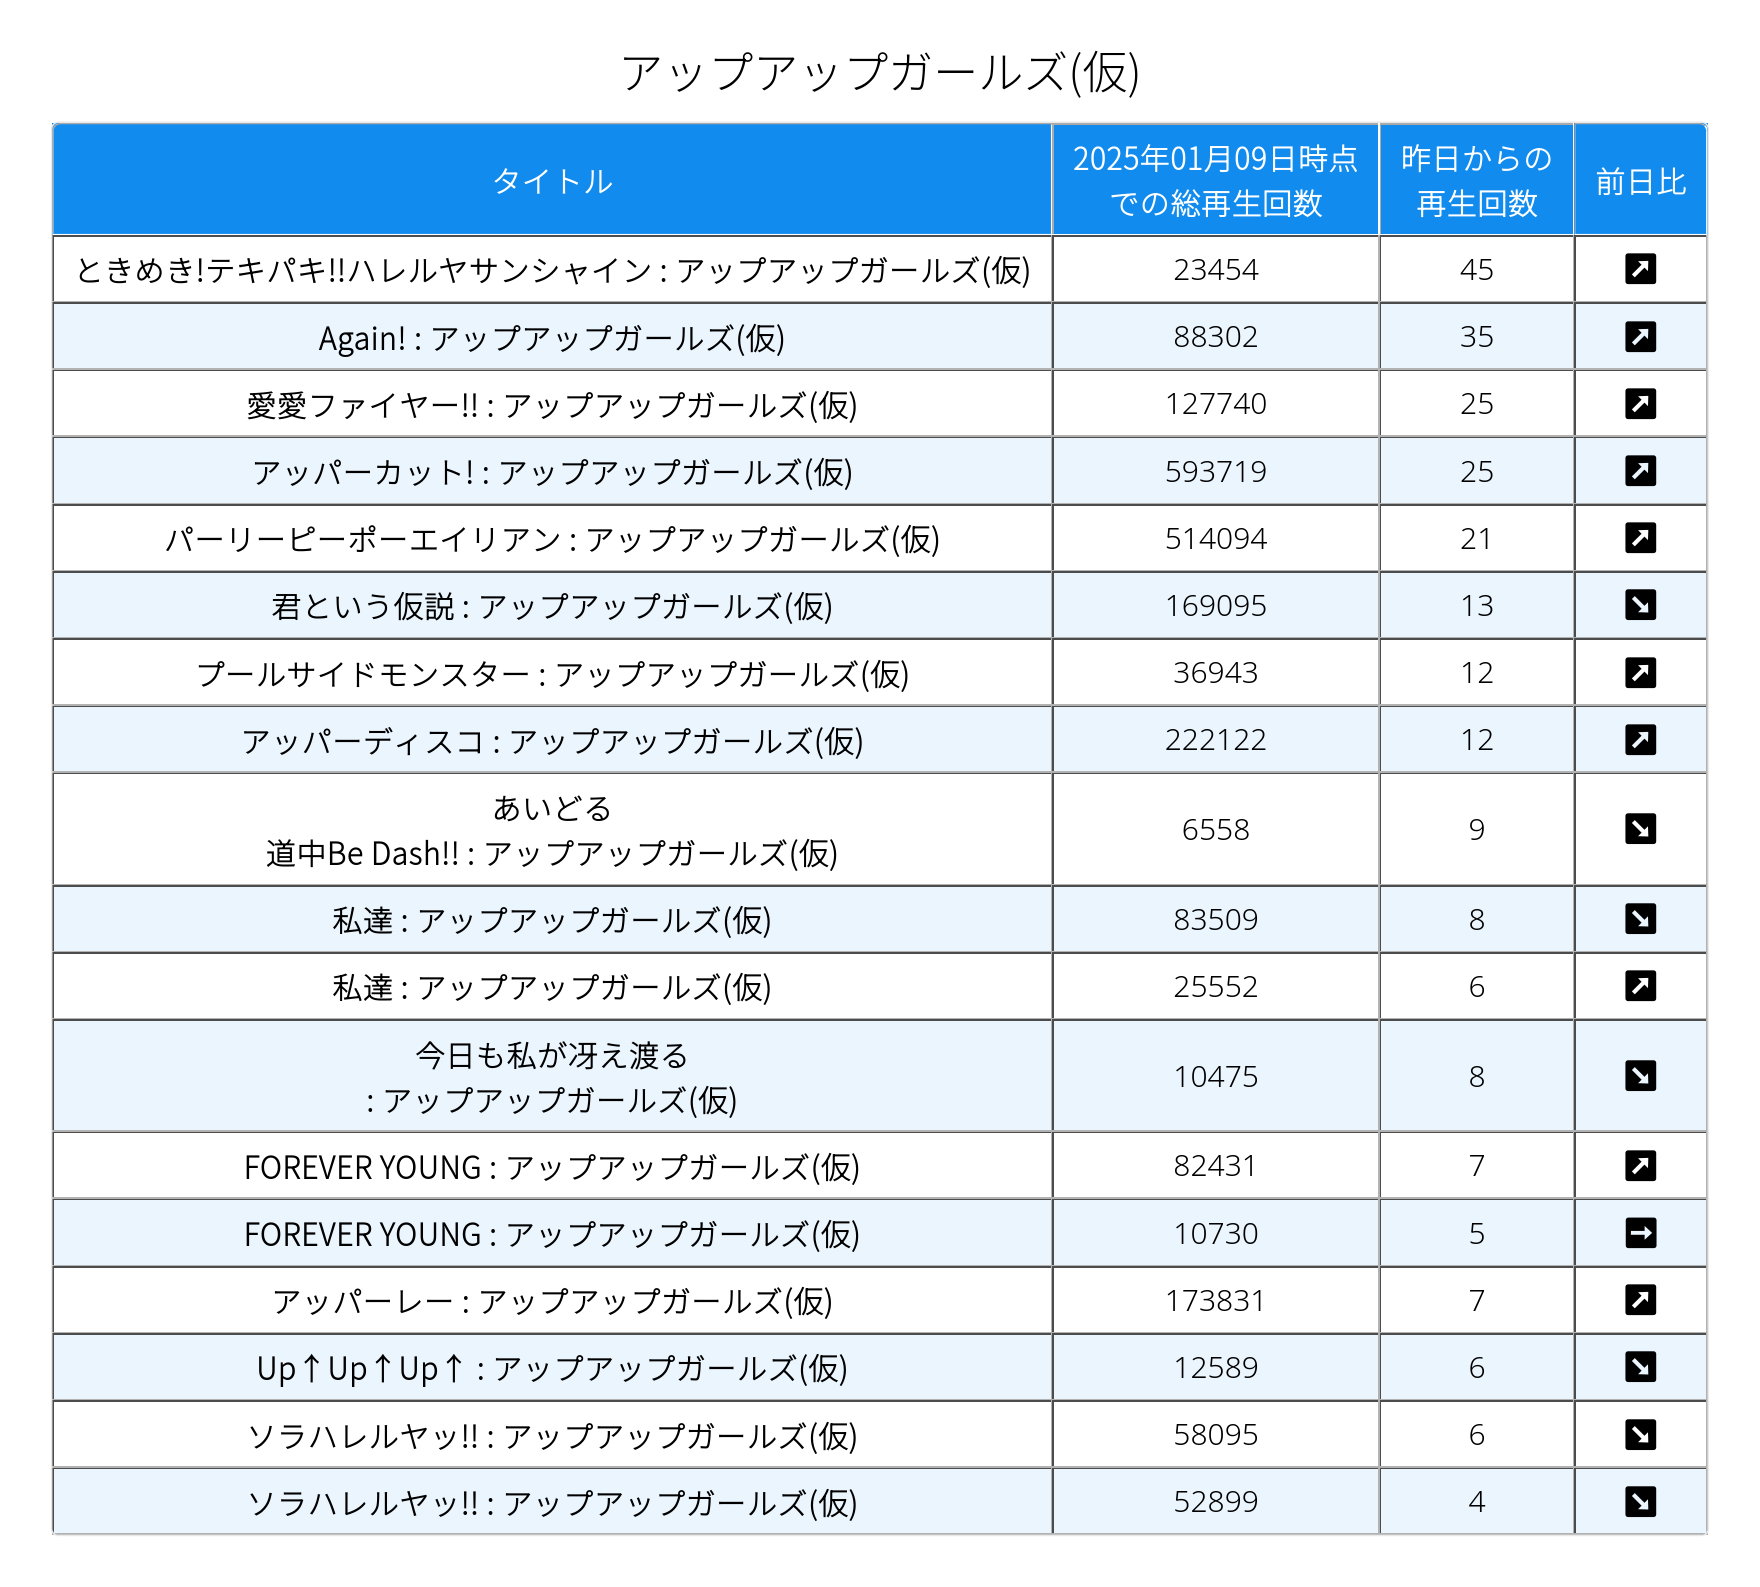 アップアップガールズ(仮)
タイトル 2025年01月09日時点 昨日からの 前日比
での総再生回数 再生回数
ときめき!テキパキ!!ハレルヤサンシャイン : アップアップガールズ(仮) 23454 45 ↗
Again! : アップアップガールズ(仮) 88302 35 ↗
愛愛ファイヤー!! : アップアップガールズ(仮) 127740 25 ↗
アッパーカット! : アップアップガールズ(仮) 593719 25 ↗
パーリーピーポーエイリアン : アップアップガールズ(仮) 514094 21 ↗
君という仮説 : アップアップガールズ(仮) 169095 13 ↘
プールサイドモンスター : アップアップガールズ(仮) 36943 12 ↗
アッパーディスコ : アップアップガールズ(仮) 222122 12 ↗
あいどる
道中Be Dash!! : アップアップガールズ(仮) 6558 9 ↘
私達 : アップアップガールズ(仮) 83509 8 ↘
私達 : アップアップガールズ(仮) 25552 6 ↗
今日も私が冴え渡る
: アップアップガールズ(仮) 10475 8 ↘
FOREVER YOUNG : アップアップガールズ(仮) 82431 7 ↗
FOREVER YOUNG : アップアップガールズ(仮) 10730 5 →
アッパーレー : アップアップガールズ(仮) 173831 7 ↗
Up↑Up↑Up↑ : アップアップガールズ(仮) 12589 6 ↘
ソラハレルヤッ!! : アップアップガールズ(仮) 58095 6 ↘
ソラハレルヤッ!! : アップアップガールズ(仮) 52899 4 ↘